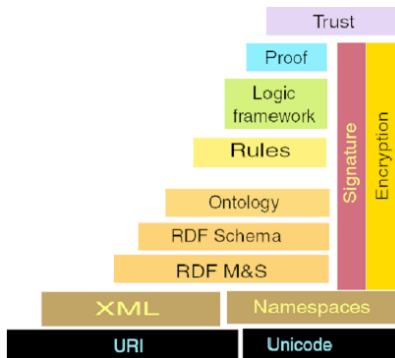 Trust
Proof
Logic
framework
Rules
Ontology
RDF Schema
RDF M&S
Signature
Encryption
XML
Namespaces
URI
Unicode